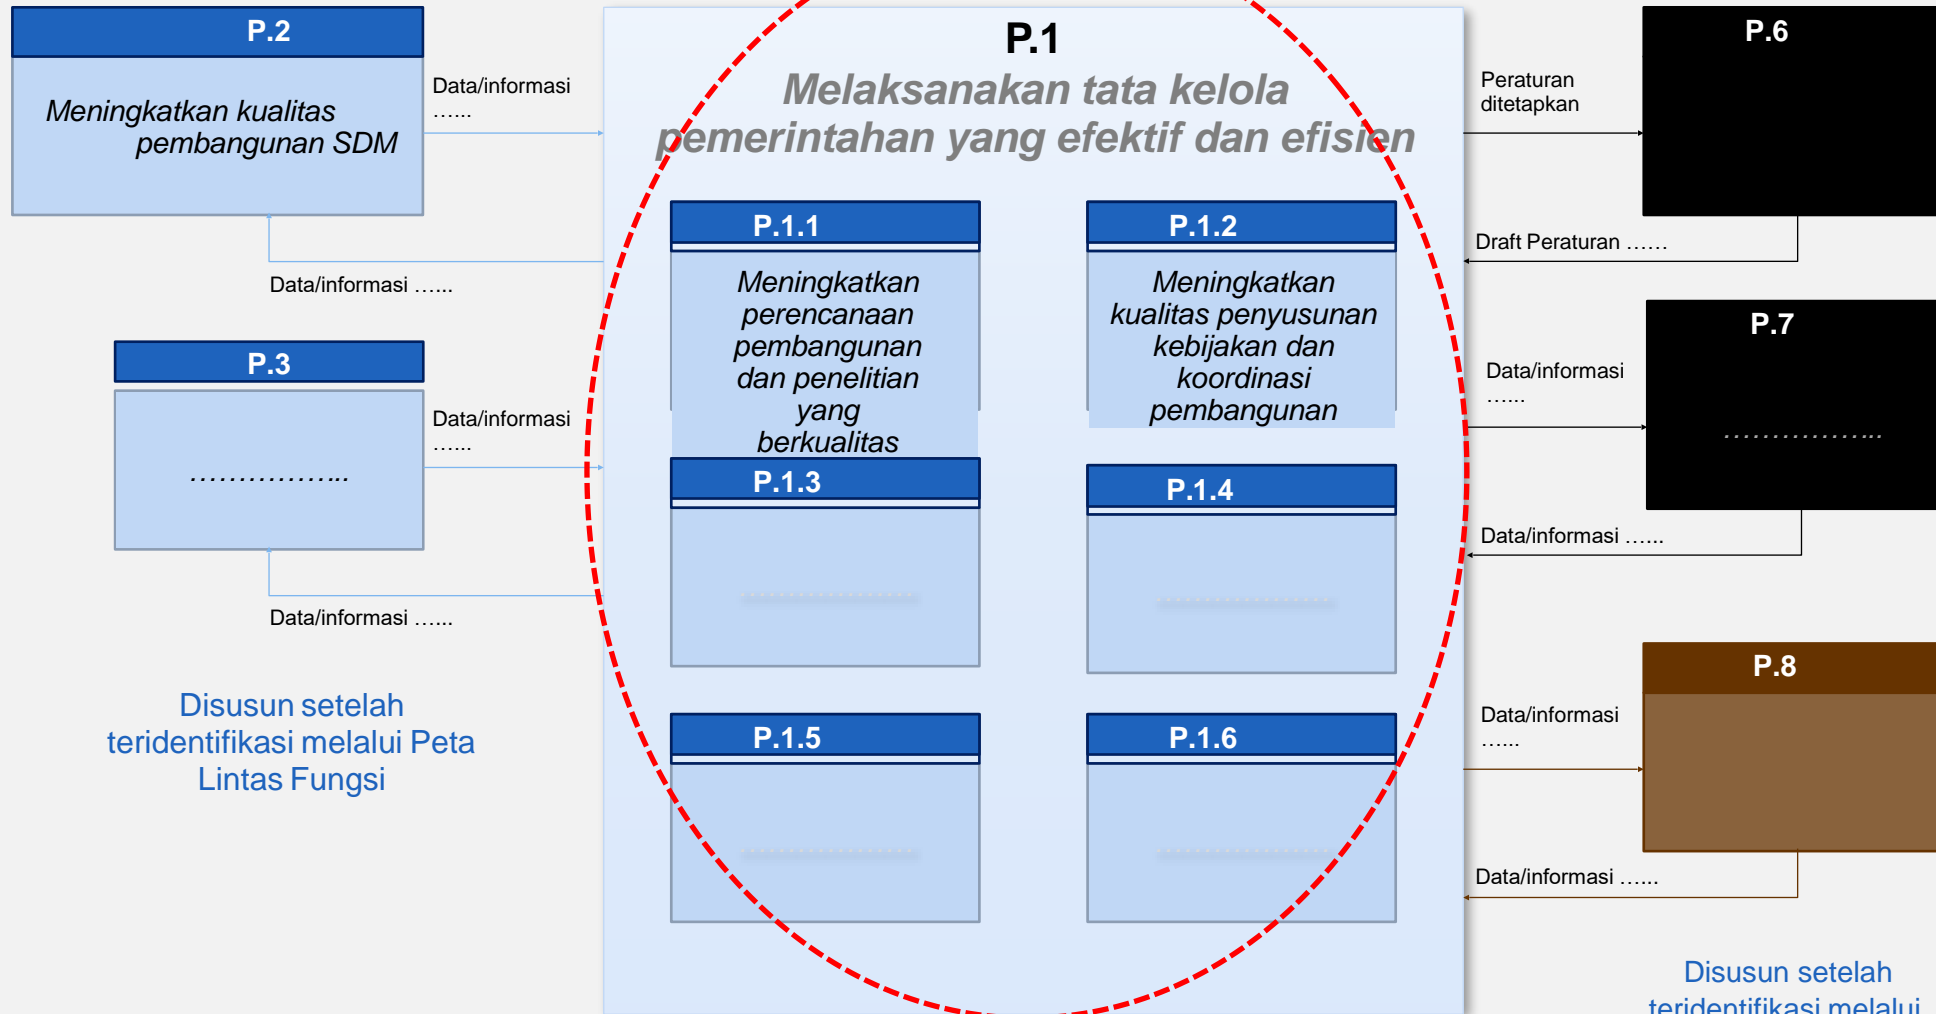 P.2
Meningkatkan kualitas
pembangunan SDM
Data/informasi
…...
Data/informasi …...
P.3
……………..
Data/informasi
…...
Data/informasi …...
Disusun setelah
teridentifikasi melalui Peta
Lintas Fungsi
P.1
Melaksanakan tata kelola
pemerintahan yang efektif dan efisien
P.1.1
Meningkatkan
perencanaan
pembangunan
dan penelitian
yang
berkualitas
P.1.2
Meningkatkan
kualitas penyusunan
kebijakan dan
koordinasi
pembangunan
P.1.3
P.1.4
P.1.5
P.1.6
Peraturan
ditetapkan
P.6
Draft Peraturan ……
P.7
Data/informasi
…...
……………..
Data/informasi …...
P.8
Data/informasi
…...
Data/informasi …...
Disusun setelah
teridentifikasi melalui